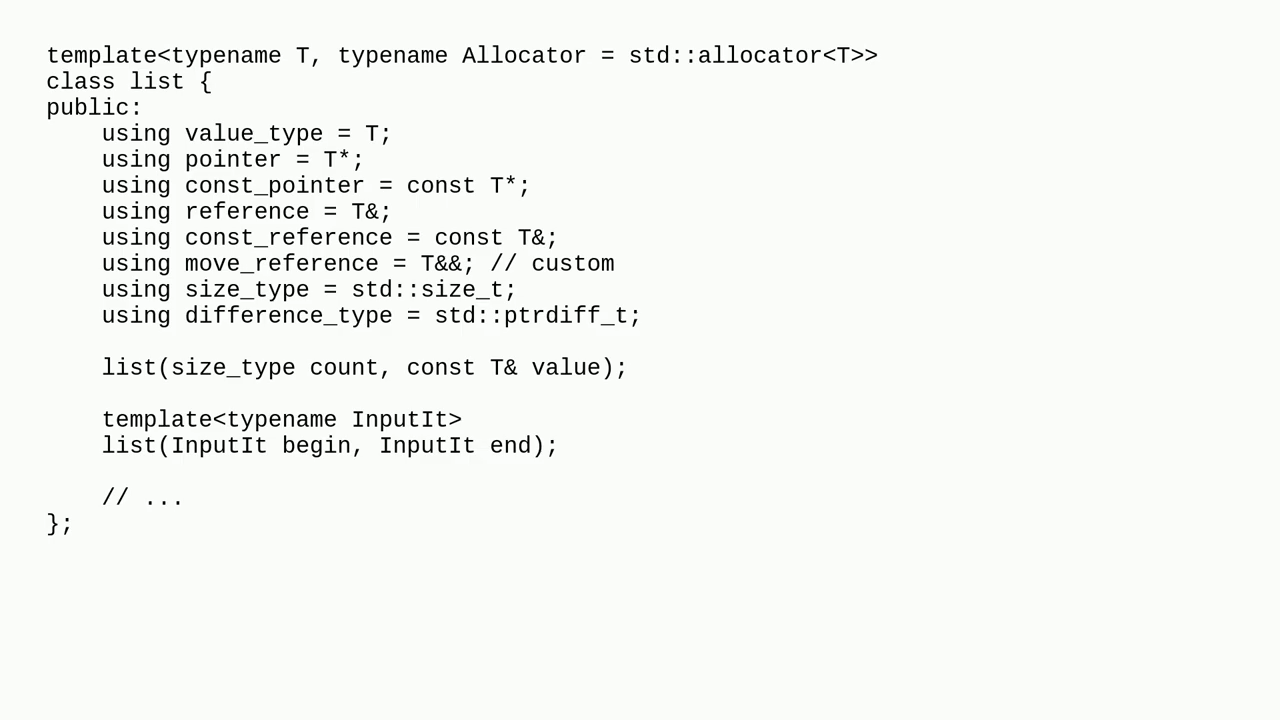 template<typename T, typename Allocator = std::allocator<T>>
class list {
public:
    using value_type = T;
    using pointer = T*;
    using const_pointer = const T*;
    using reference = T&;
    using const_reference = const T&;
    using move_reference = T&&; // custom
    using size_type = std::size_t;
    using difference_type = std::ptrdiff_t;

    list(size_type count, const T& value);

    template<typename InputIt>
    list(InputIt begin, InputIt end);

    // ...
};